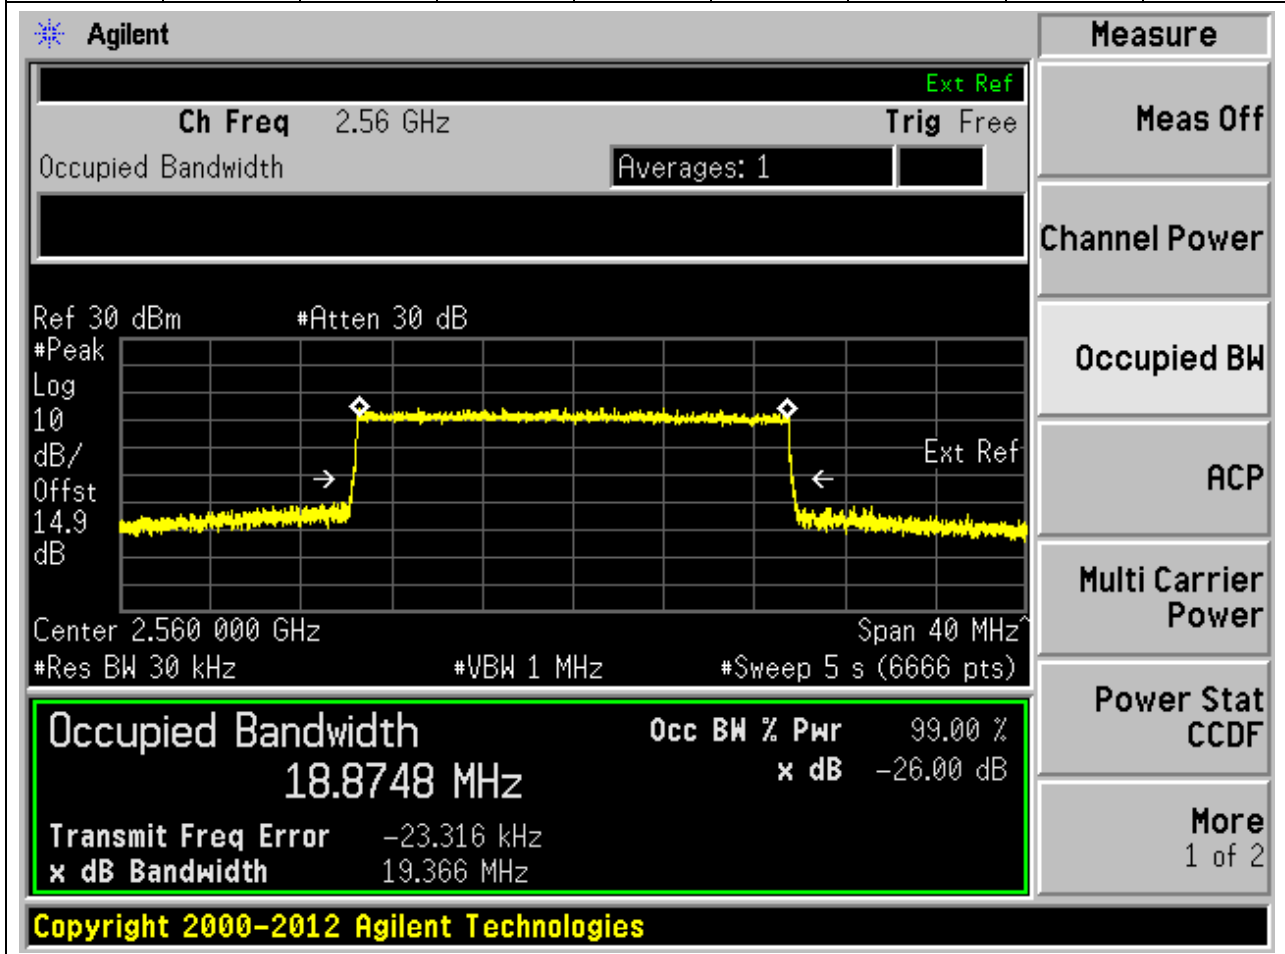 Agilent
Measure
Ext Ref
Ch Freq 2.56 GHz Trig Free
Meas Off
Occupied Bandwidth Averages: 1
Channel Power
Ref 30 dBm #Atten 30 dB
#Peak
Log
10
dB/
Offst
14.9
dB
Ext Ref
Occupied BW
ACP
Center 2.560 000 GHz Span 40 MHz^
#Res BW 30 kHz #VBW 1 MHz #Sweep 5 s (6666 pts)
Multi Carrier
Power
Occupied Bandwidth Occ BW % Pwr 99.00 %
18.8748 MHz x dB -26.00 dB
Transmit Freq Error -23.316 kHz
x dB Bandwidth 19.366 MHz
Power Stat
CCDF
More
1 of 2
Copyright 2000-2012 Agilent Technologies